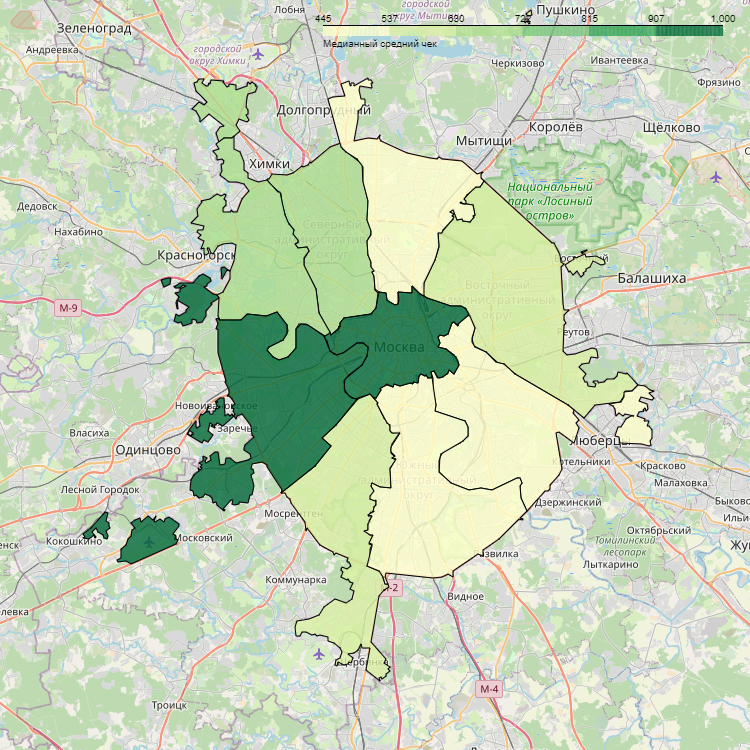 Лобня
городской
округ Мытищи
Пушкино
445 537 630 722 815 907 1,000
Зеленоград
Медианный средний чек
Андреевка
городской
округ Химки
Черкизово
Ивантеевка
Фрязино
Долгопрудный
Королёв
Щёлково
Мытищи
Химки
Национальный
парк «Лосиный
остров»
Дедовск
Нахабино
Северный
административный
округ
Красногорск
Балашиха
Восточный
административный
округ
М-9
Реутов
Москва
Новоивановское
Заречье
Власиха
Одинцово
Люберцы
Котельники
Красково
Южный
административный
округ
Малаховка
Лесной Городок
Дзержинский
Быково
Мосрентген
Октябрьский
Кокошкино
Московский
Томилинский
лесопарк
Лыткарино
Коммунарка
Видное
М-4
Троицк